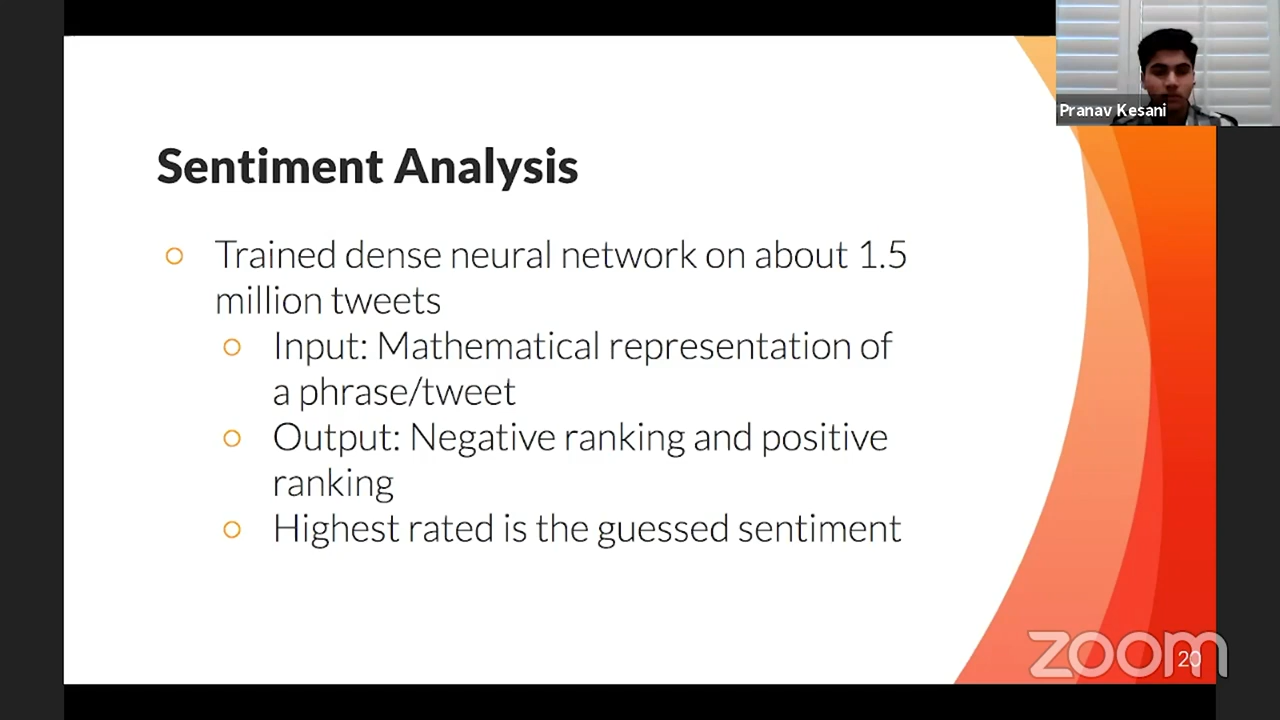 Pranav Kesani
Sentiment Analysis
Trained dense neural network on about 1.5
million tweets
Input: Mathematical representation of
a phrase/tweet
Output: Negative ranking and positive
ranking
Highest rated is the guessed sentiment
zoom
20